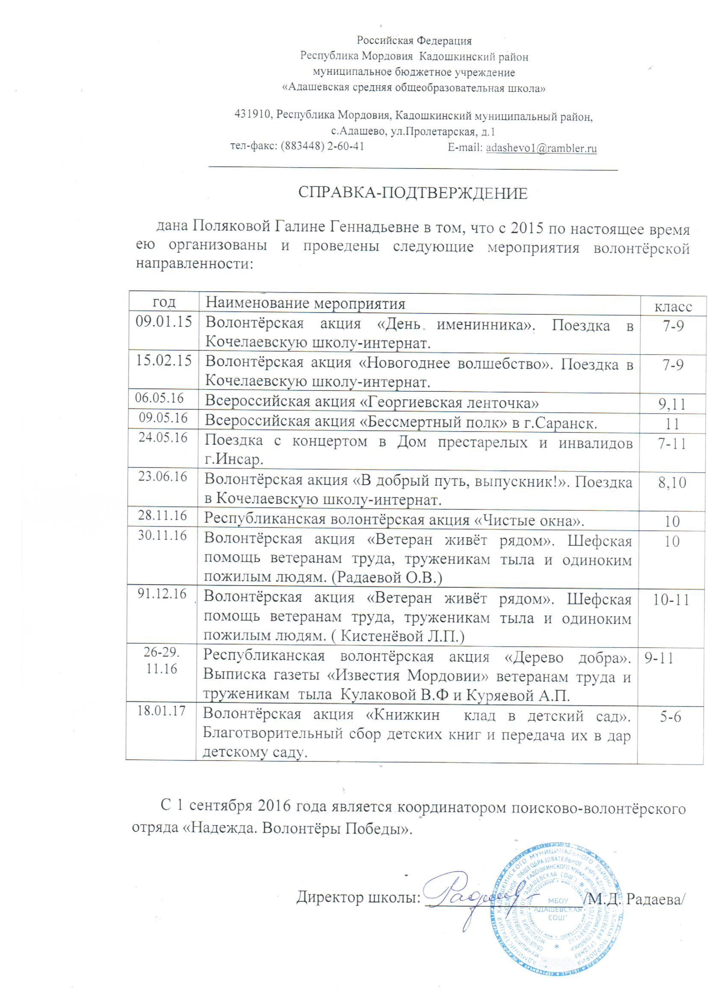 Российская Федерация
Республика Мордовия  Кадошкинский район
муниципальное бюджетное учреждение
«Адашевская средняя общеобразовательная школа»
431910, Республика Мордовия, Кадошкинский муниципальный район,
с.Адашево, ул.Пролетарская, д.1
тел-факс: (883448) 2-60-41 E-mail: adashevo1@rambler.ru
СПРАВКА-ПОДТВЕРЖДЕНИЕ
дана Поляковой Галине Геннадьевне в том, что с 2015 по настоящее время
ею организованы и проведены следующие мероприятия волонтёрской
направленности:
год Наименование мероприятия класс
09.01.15 Волонтёрская акция «День именинника». Поездка в 7-9
Кочелаевскую школу-интернат.
15.02.15 Волонтёрская акция «Новогоднее волшебство». Поездка в 7-9
Кочелаевскую школу-интернат.
06.05.16 Всероссийская акция «Георгиевская ленточка» 9,11
09.05.16 Всероссийская акция «Бессмертный полк» в г.Саранск. 11
24.05.16 Поездка с концертом в Дом престарелых и инвалидов 7-11
г.Инсар.
23.06.16 Волонтёрская акция «В добрый путь, выпускник!». Поездка 8,10
в Кочелаевскую школу-интернат.
28.11.16 Республиканская волонтёрская акция «Чистые окна». 10
30.11.16 Волонтёрская акция «Ветеран живёт рядом». Шефская 10
помощь ветеранам труда, труженикам тыла и одиноким
пожилым людям. (Радаевой О.В.)
91.12.16 Волонтёрская акция «Ветеран живёт рядом». Шефская 10-11
помощь ветеранам труда, труженикам тыла и одиноким
пожилым людям. ( Кистенёвой Л.П.)
26-29. Республиканская волонтёрская акция «Дерево добра». 9-11
11.16 Выписка газеты «Известия Мордовии» ветеранам труда и
труженикам  тыла  Кулаковой В.Ф и Куряевой А.П.
18.01.17 Волонтёрская акция «Книжкин клад в детский сад». 5-6
Благотворительный сбор детских книг и передача их в дар
детскому саду.
С 1 сентября 2016 года является координатором поисково-волонтёрского
отряда «Надежда. Волонтёры Победы».
Директор школы: /М.Д. Радаева/
МБОУ
"АДАШЕВСКАЯ
СОШ"